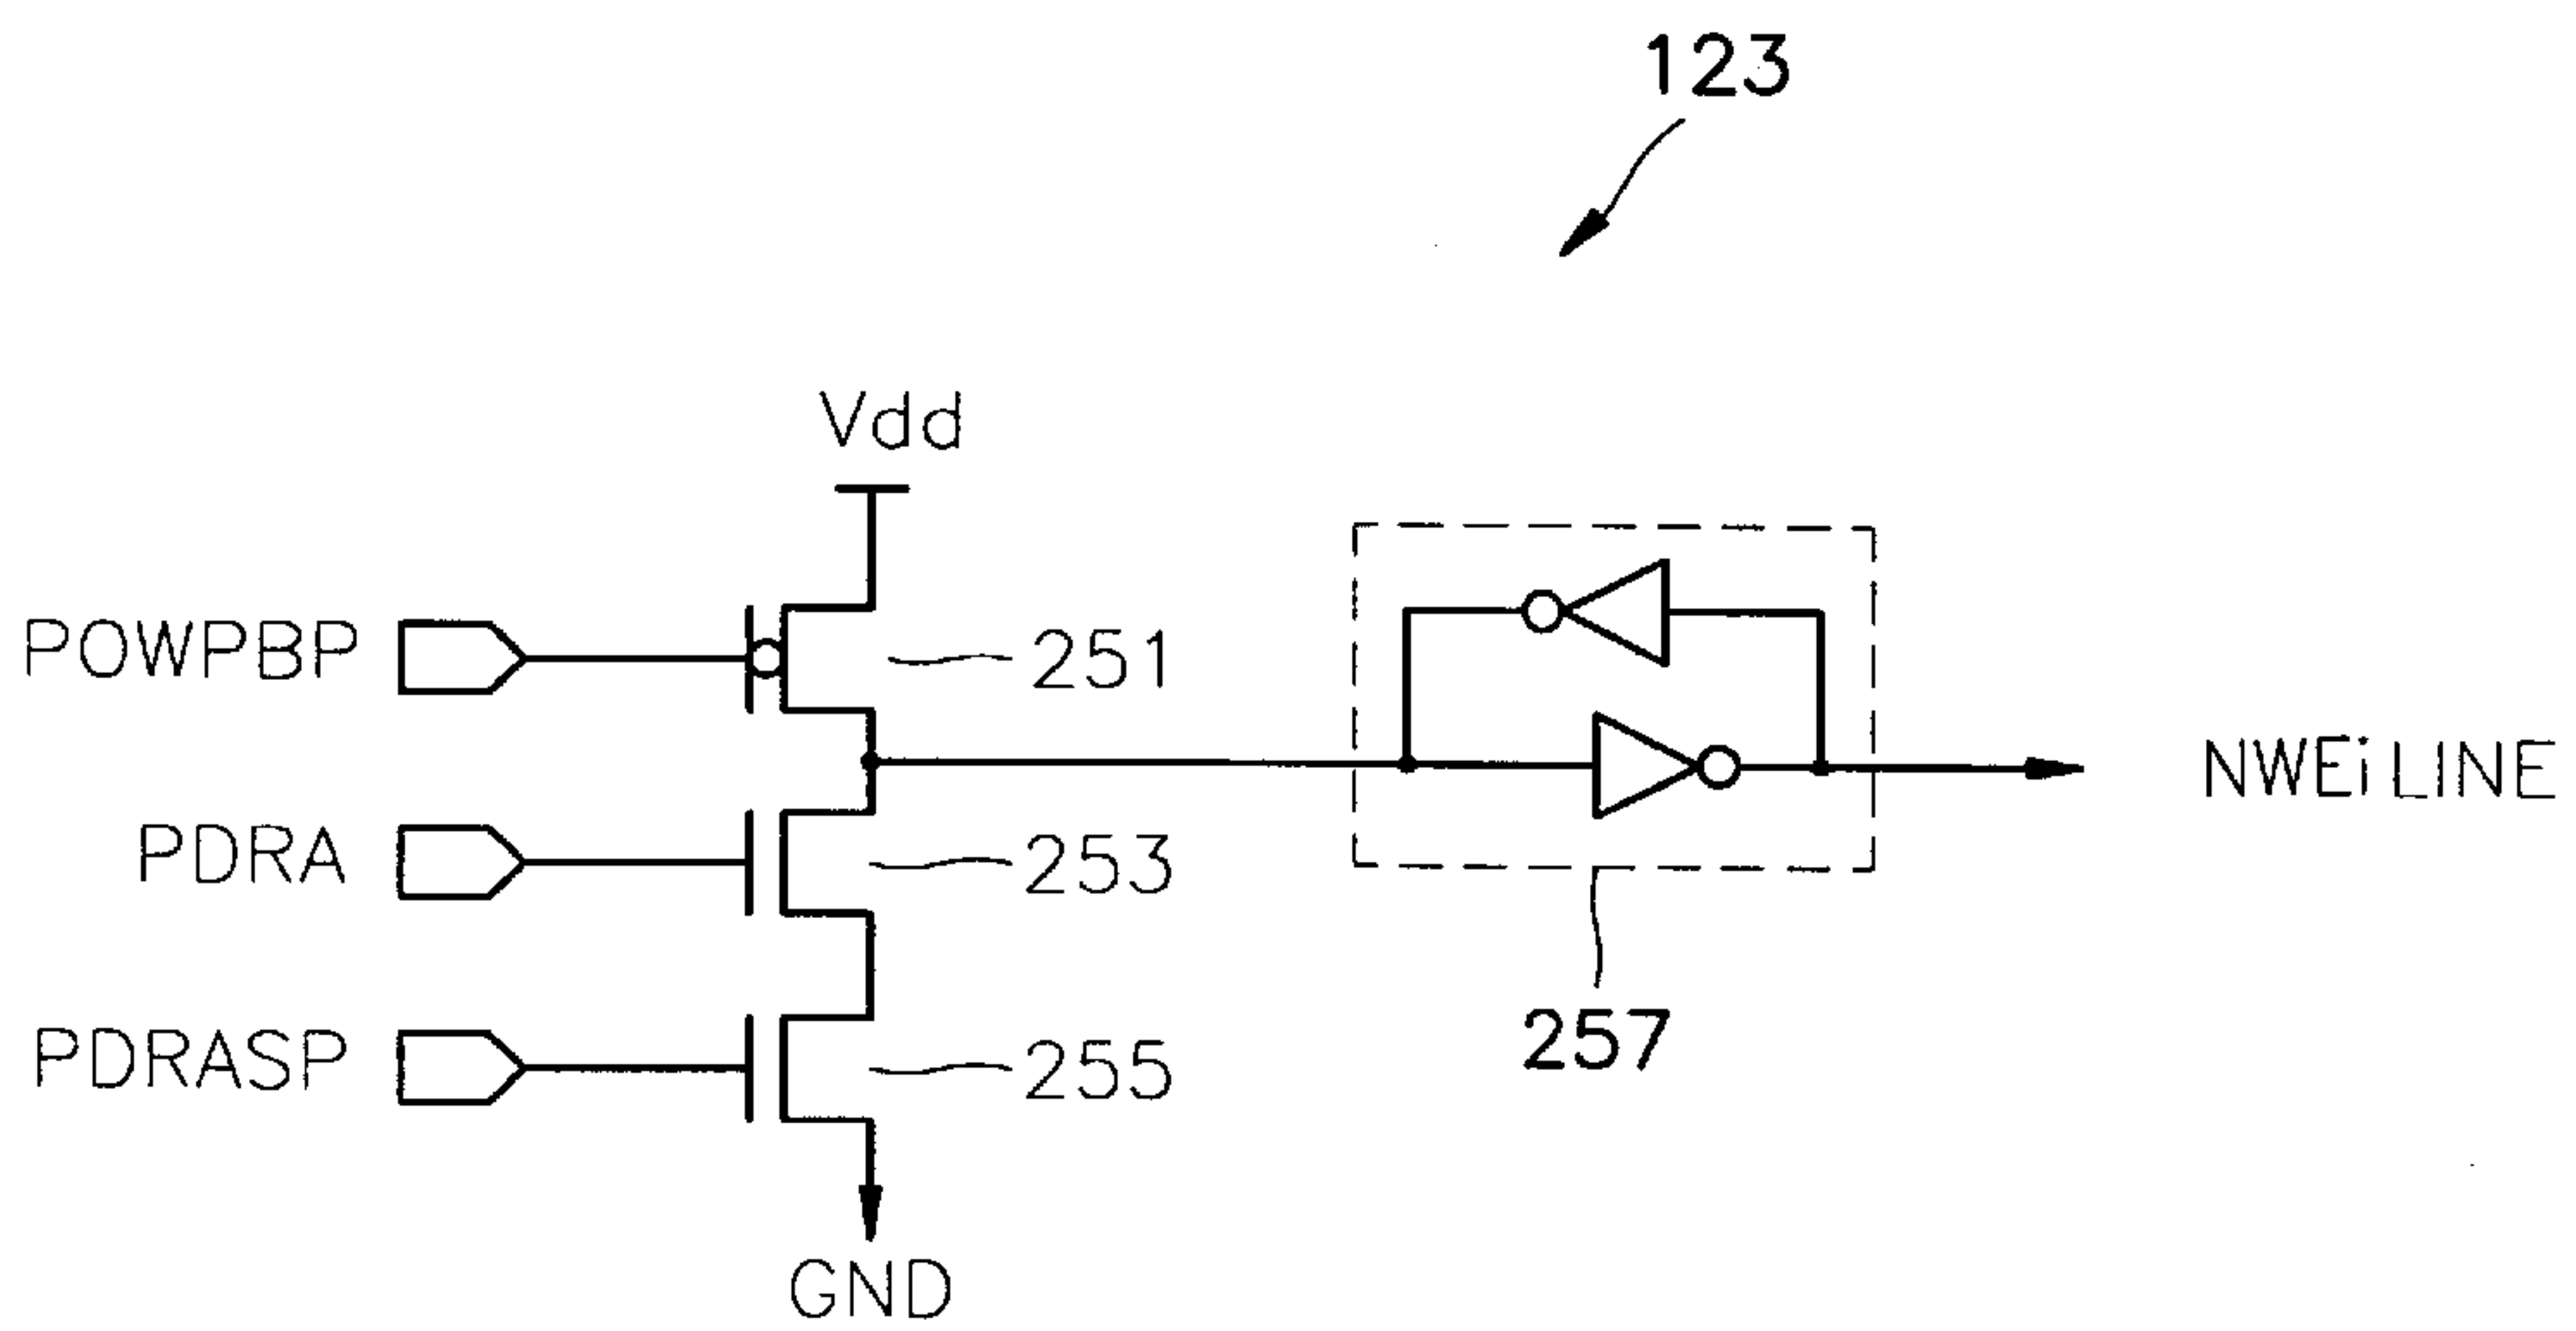 123
Vdd
POWPBP
251
NWEi LINE
PDRA
253
257
PDRASP
255
GND